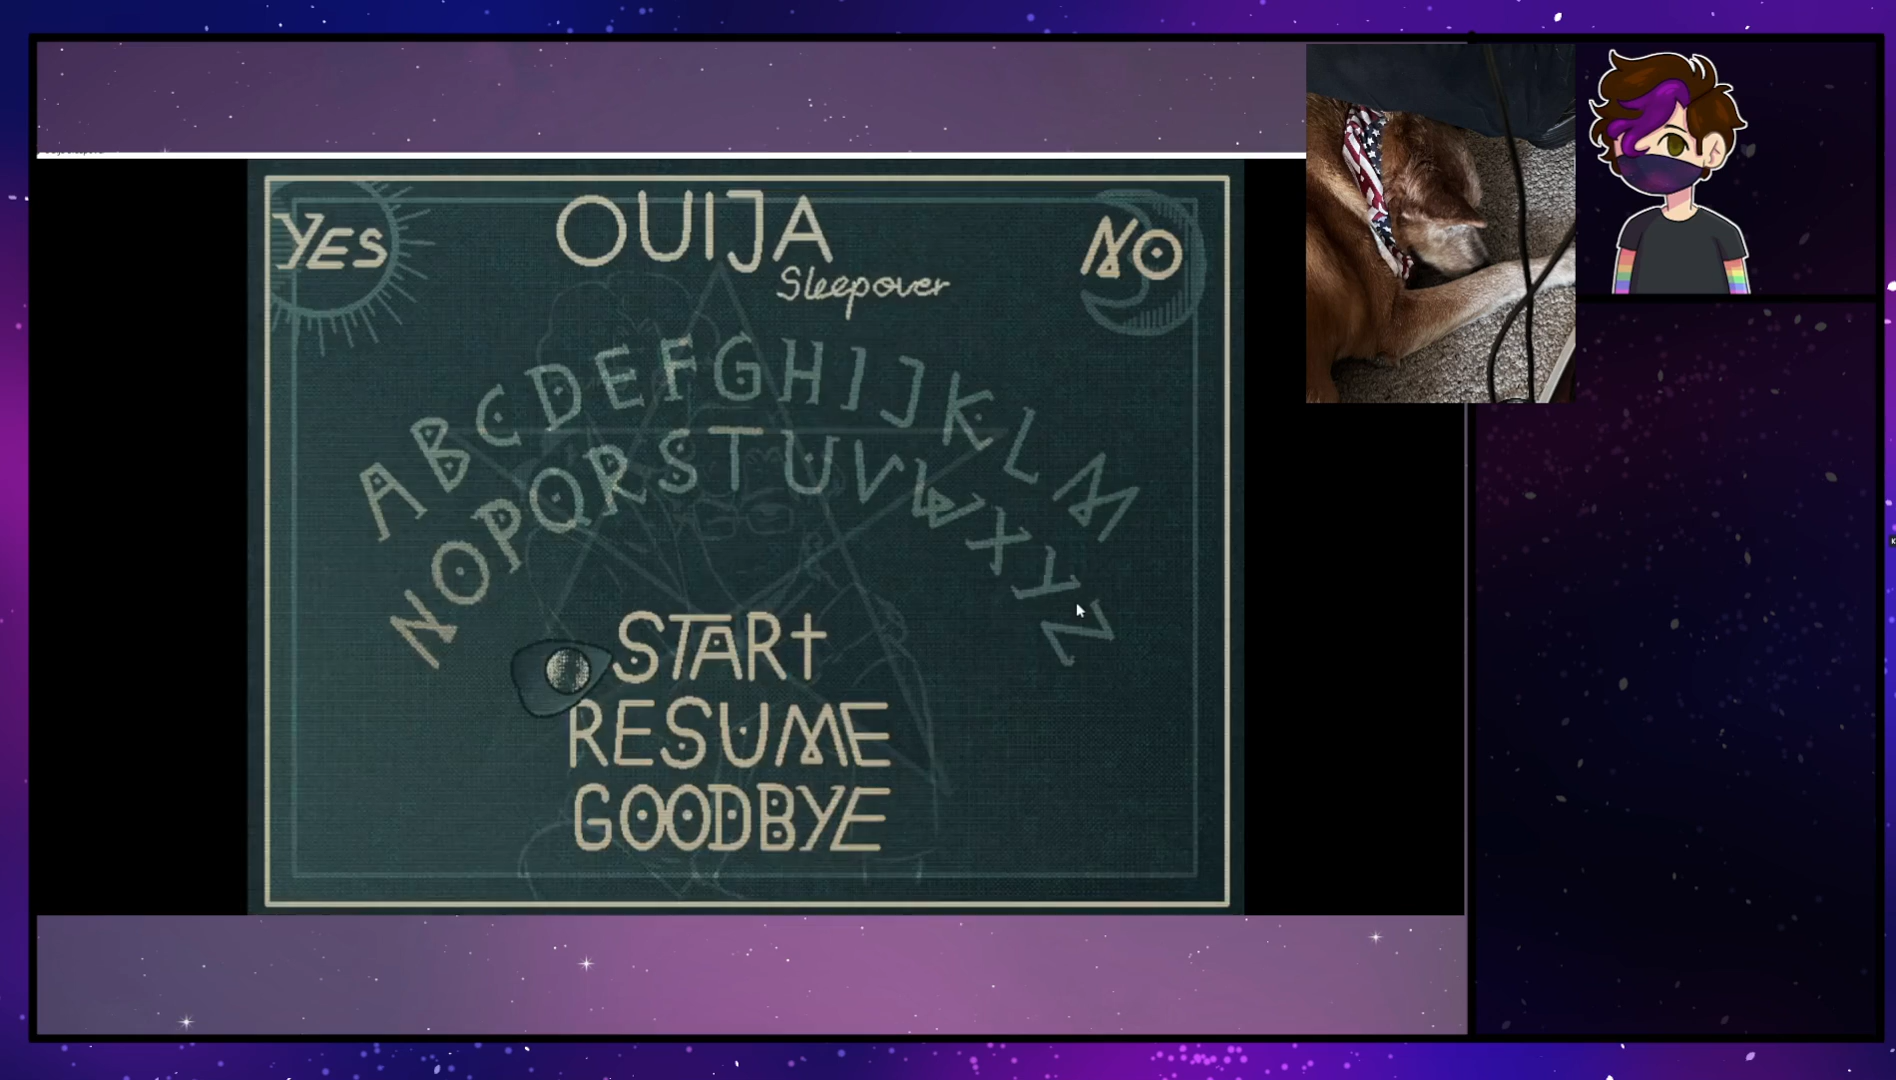 YES
OUIJA
NO
Sleepover
ABCDEFGHIJKLM
NOPQRSTUVWXYZ
START
RESUME
GOODBYE